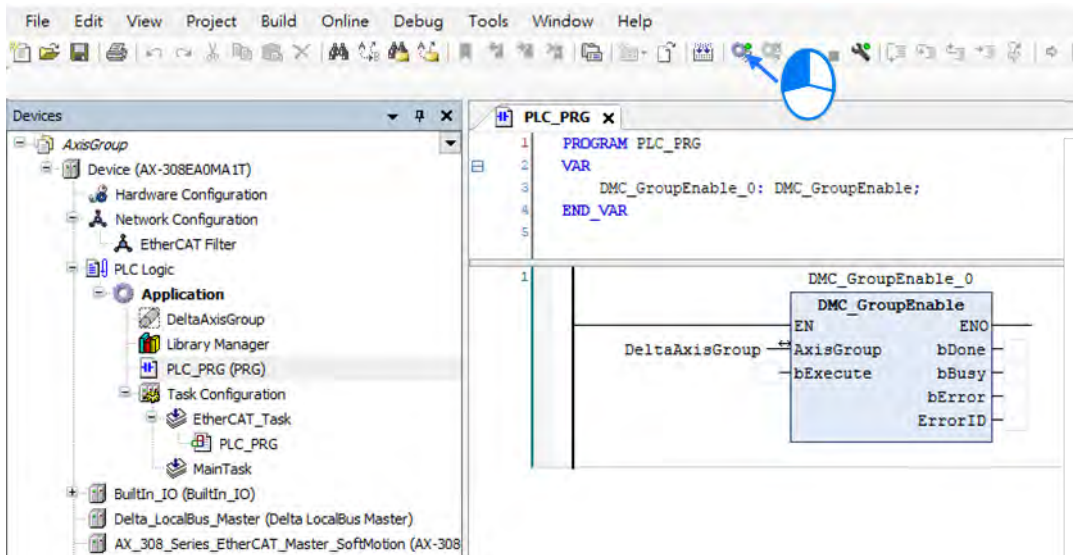 File Edit View Project Build Online Debug Tools Window Help
Devices
AxisGroup
Device (AX-308EA0MA1T)
Hardware Configuration
Network Configuration
EtherCAT Filter
PLC Logic
Application
DeltaAxisGroup
Library Manager
PLC_PRG (PRG)
Task Configuration
EtherCAT_Task
PLC_PRG
MainTask
BuiltIn_IO (BuiltIn_IO)
Delta_LocalBus_Master (Delta LocalBus Master)
AX_308_Series_EtherCAT_Master_SoftMotion (AX-308
PLC_PRG X
1 PROGRAM PLC_PRG
2 VAR
3 DMC_GroupEnable_0: DMC_GroupEnable;
4 END_VAR
5
1
DMC_GroupEnable_0
DMC_GroupEnable
EN ENO
DeltaAxisGroup AxisGroup bDone
bExecute bBusy
bError
ErrorID